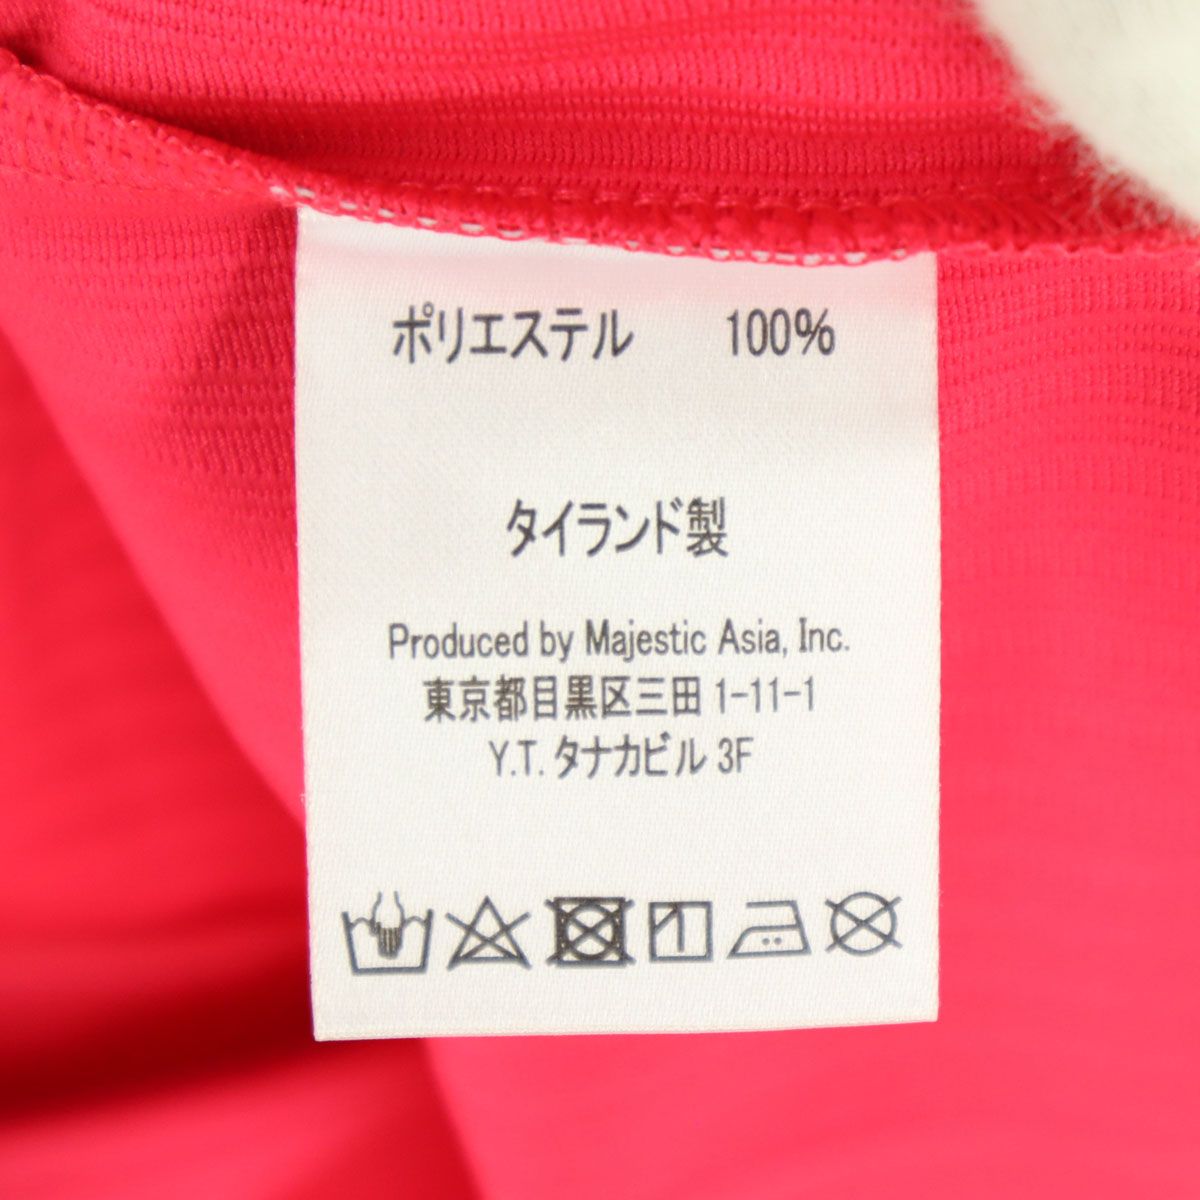 ポリエステル 100%
タイランド製
Produced by Majestic Asia, Inc.
東京都目黒区三田 1-11-1
Y.T. タナカビル 3F